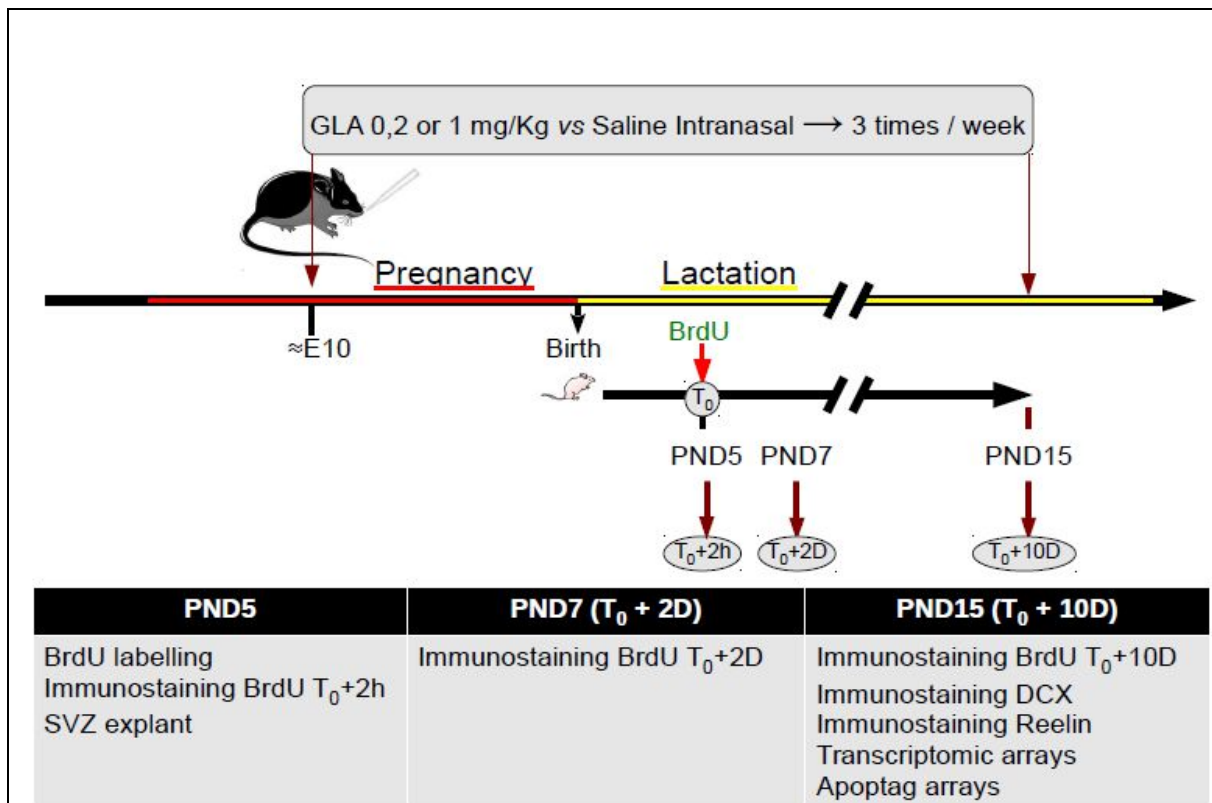 GLA 0,2 or 1 mg/Kg vs Saline Intranasal → 3 times / week
Pregnancy Lactation
BrdU
≈E10 Birth
T0
PND5 PND7 PND15
T0+2h T0+2D T0+10D
PND5 PND7 (T0 + 2D) PND15 (T0 + 10D)
BrdU labelling Immunostaining BrdU T0+2D Immunostaining BrdU T0+10D
Immunostaining BrdU T0+2h Immunostaining DCX
SVZ explant Immunostaining Reelin
Transcriptomic arrays
Apoptag arrays